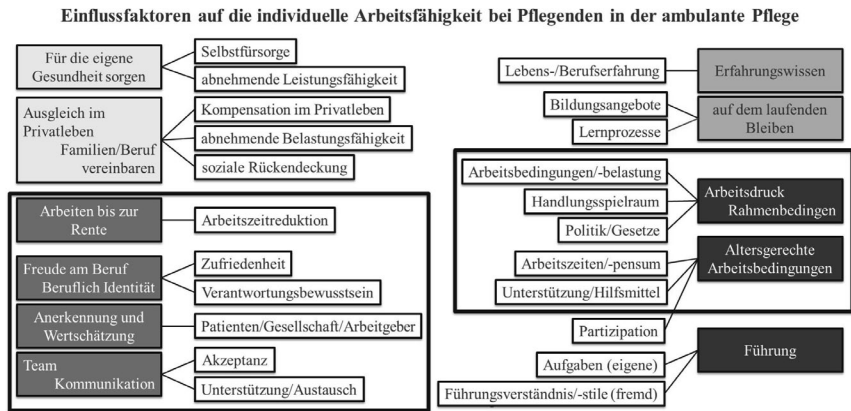 Einflussfaktoren auf die individuelle Arbeitsfähigkeit bei Pflegenden in der ambulante Pflege
Für die eigene
Gesundheit sorgen
Selbstfürsorge
abnehmende Leistungsfähigkeit
Ausgleich im
Privatleben
Familien/Beruf
vereinbaren
Kompensation im Privatleben
abnehmende Belastungsfähigkeit
soziale Rückendeckung
Arbeiten bis zur
Rente
Arbeitszeitreduktion
Freude am Beruf
Beruflich Identität
Zufriedenheit
Verantwortungsbewusstsein
Anerkennung und
Wertschätzung
Patienten/Gesellschaft/Arbeitgeber
Team
Kommunikation
Akzeptanz
Unterstützung/Austausch
Lebens-/Berufserfahrung
Erfahrungswissen
Bildungsangebote
Lernprozesse
auf dem laufenden
Bleiben
Arbeitsbedingungen/-belastung
Handlungsspielraum
Politik/Gesetze
Arbeitsdruck
Rahmenbedingen
Arbeitszeiten/-pensum
Unterstützung/Hilfsmittel
Altersgerechte
Arbeitsbedingungen
Partizipation
Aufgaben (eigene)
Führungsverständnis/-stile (fremd)
Führung